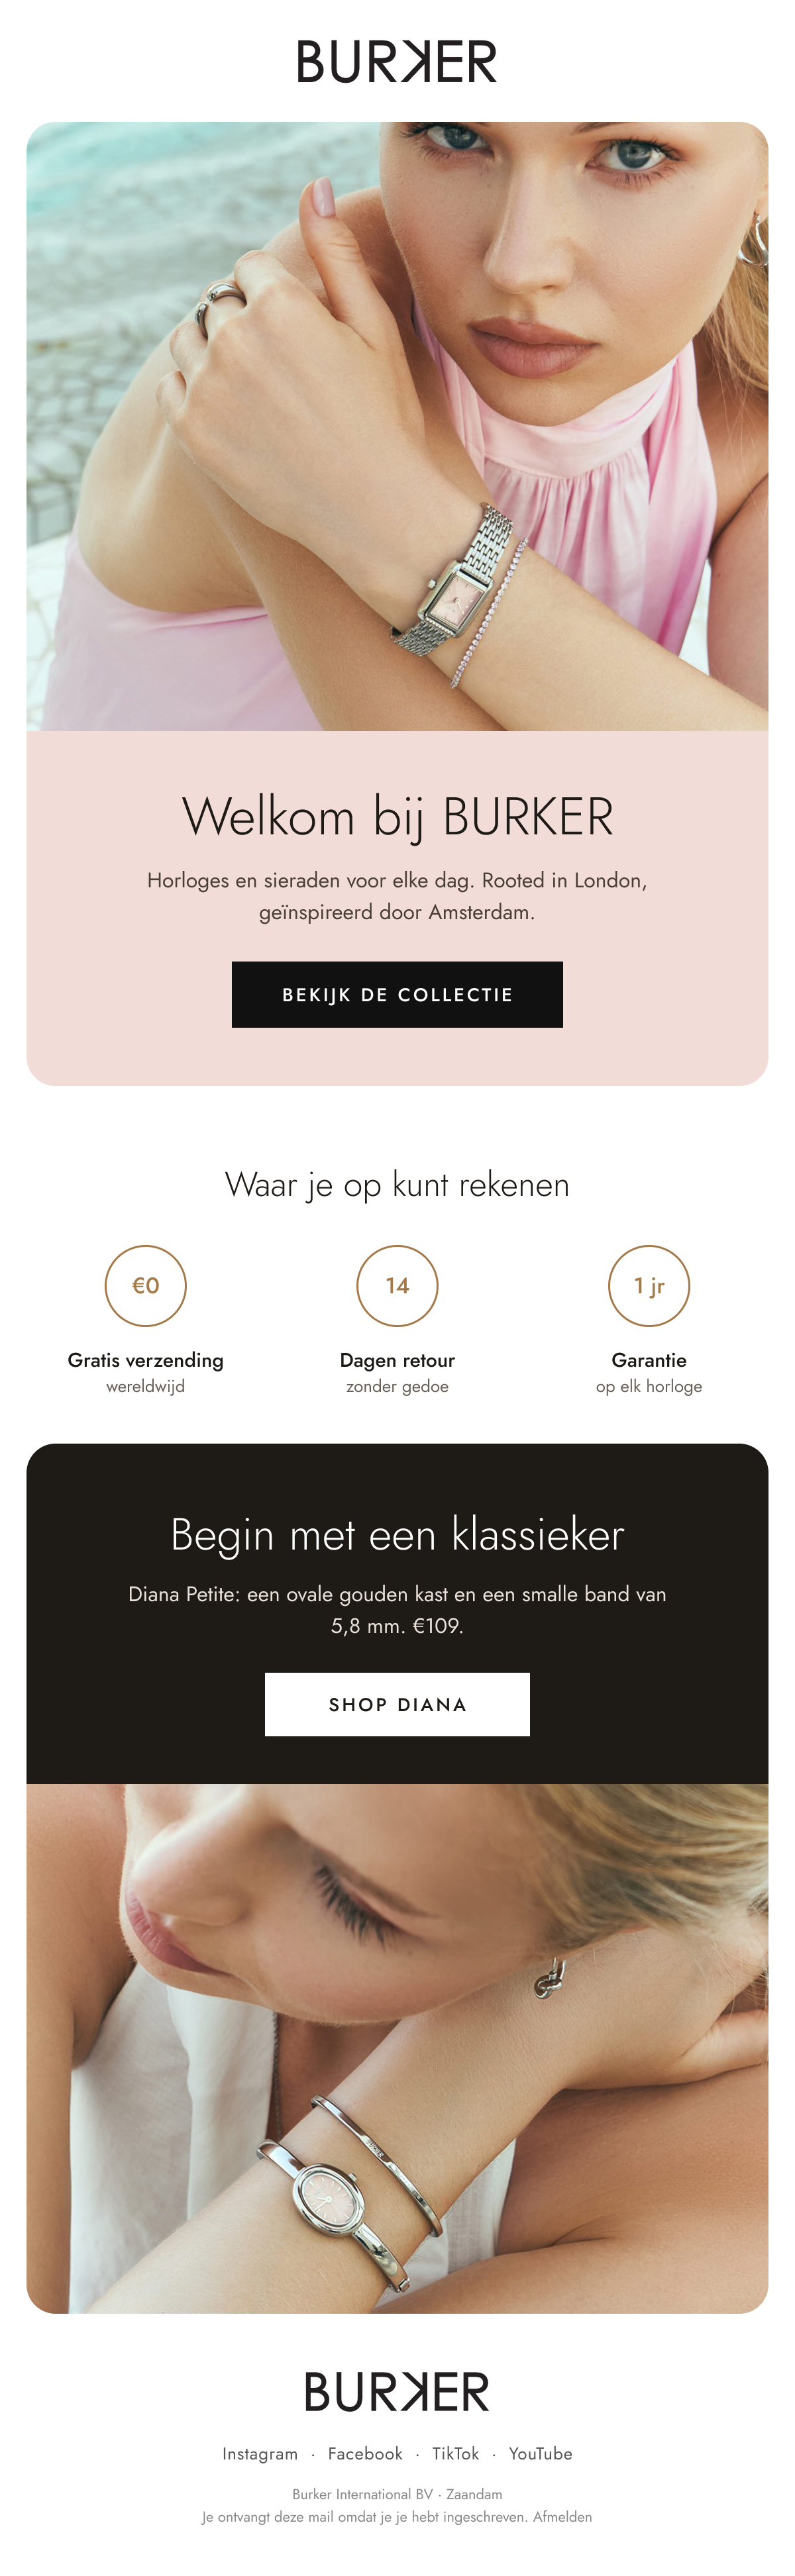 BURKER
Welkom bij BURKER
Horloges en sieraden voor elke dag. Rooted in London,
geïnspireerd door Amsterdam.
BEKIJK DE COLLECTIE
Waar je op kunt rekenen
€0
14
1 jr
Gratis verzending
Dagen retour
Garantie
wereldwijd
zonder gedoe
op elk horloge
Begin met een klassieker
Diana Petite: een ovale gouden kast en een smalle band van
5,8 mm. €109.
SHOP DIANA
BURKER
BURKER
Instagram · Facebook · TikTok · YouTube
Burker International BV · Zaandam
Je ontvangt deze mail omdat je je hebt ingeschreven. Afmelden